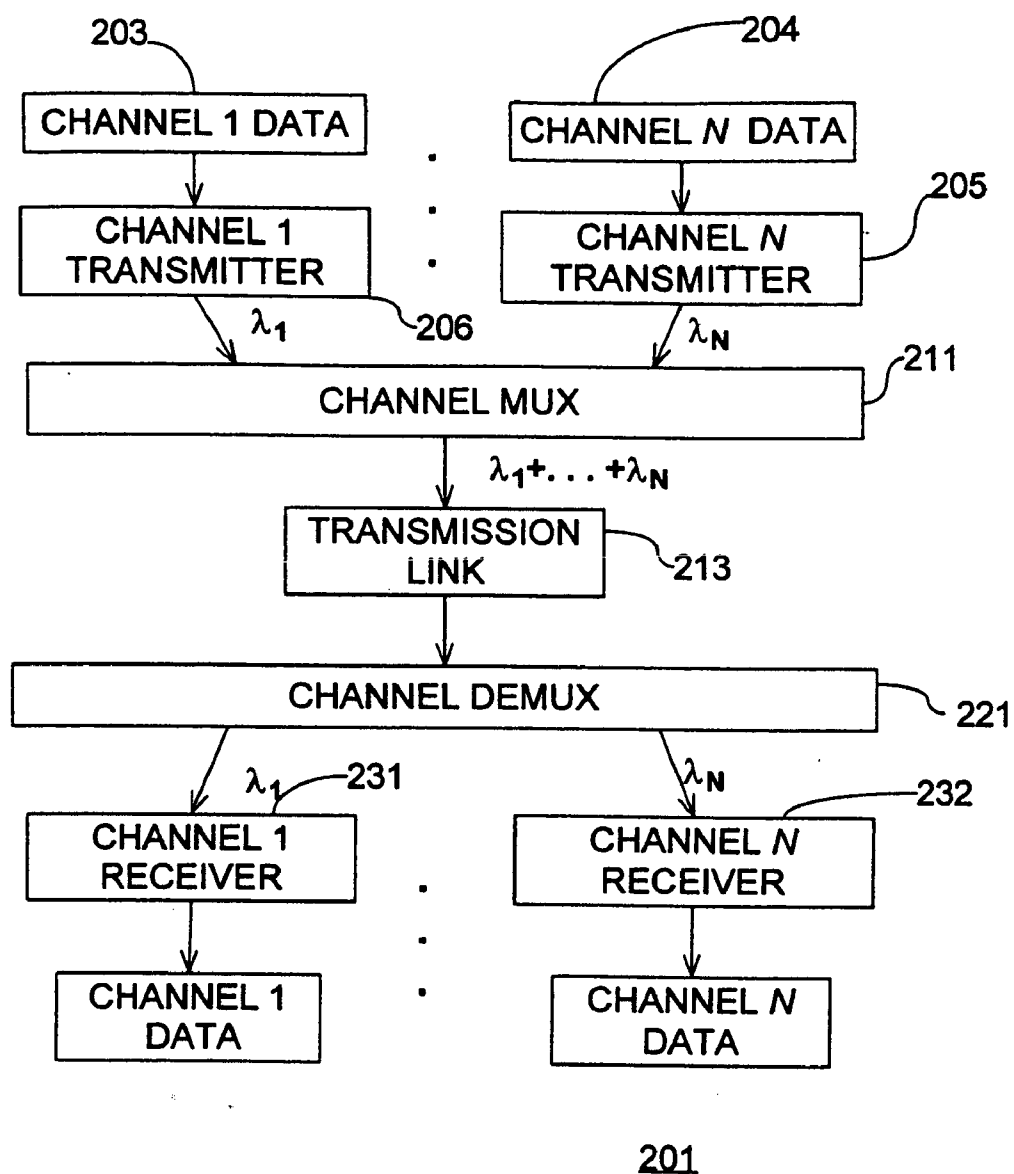 203
204
CHANNEL 1 DATA
CHANNEL N DATA
205
CHANNEL 1
TRANSMITTER
CHANNEL N
TRANSMITTER
206
λ1
λN
211
CHANNEL MUX
λ1+. . . +λN
TRANSMISSION
LINK
213
CHANNEL DEMUX
221
λ1
231
λN
232
CHANNEL 1
RECEIVER
CHANNEL N
RECEIVER
CHANNEL 1
DATA
CHANNEL N
DATA
201